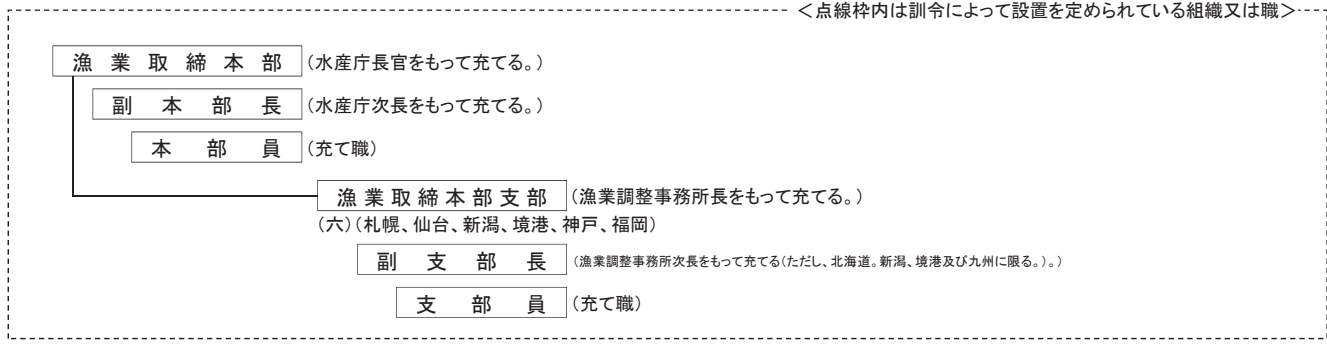 ＜点線枠内は訓令によって設置を定められている組織又は職＞
漁業取締本部（水産庁長官をもって充てる。）
副本部長（水産庁次長をもって充てる。）
本部員（充て職）
漁業取締本部支部（漁業調整事務所長をもって充てる。）
（六）（札幌、仙台、新潟、境港、神戸、福岡）
副支部長（漁業調整事務所次長をもって充てる（ただし、北海道。新潟、境港及び九州に限る。）。）
支部員（充て職）